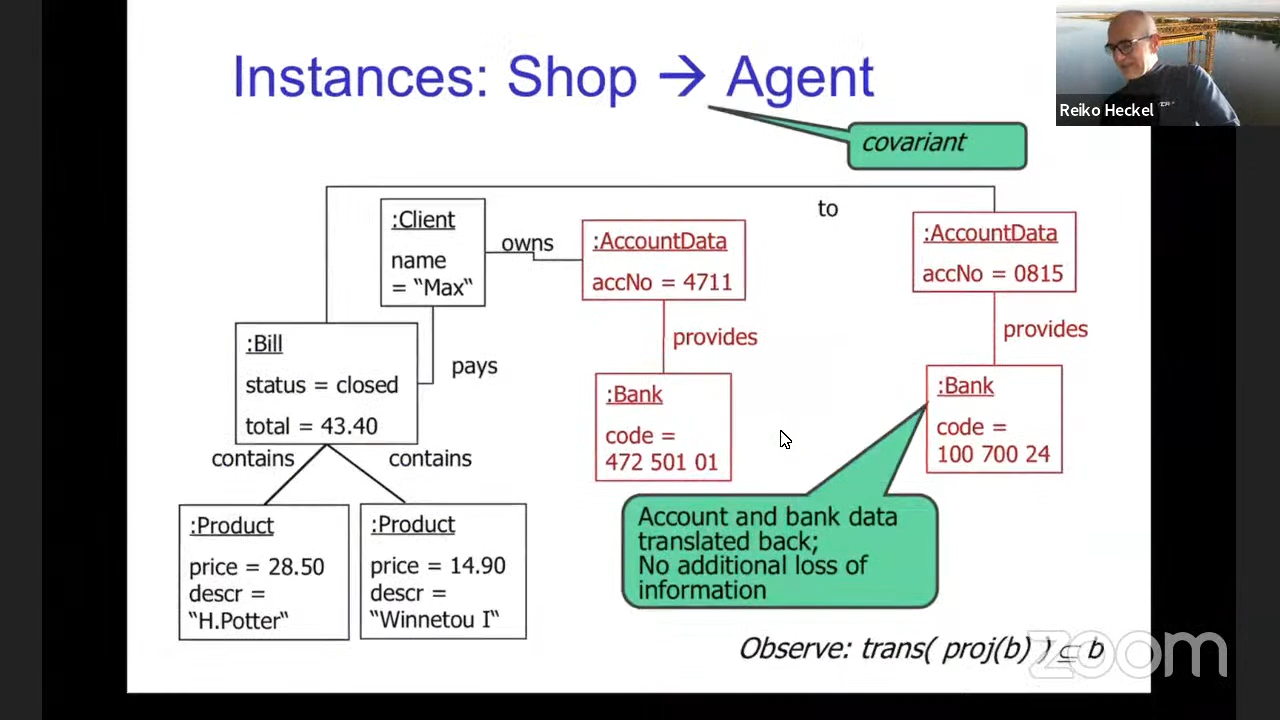 Instances: Shop → Agent
Reiko Heckel
covariant
to
:Client
name
= “Max“
owns
:AccountData
accNo = 4711
:AccountData
accNo = 0815
provides
provides
:Bill
status = closed
total = 43.40
pays
:Bank
code =
472 501 01
:Bank
code =
100 700 24
contains
contains
:Product
price = 28.50
descr =
“H.Potter“
:Product
price = 14.90
descr =
“Winnetou I“
Account and bank data
translated back;
No additional loss of
information
Observe: trans( proj(b) ) ⊆ b
zoom